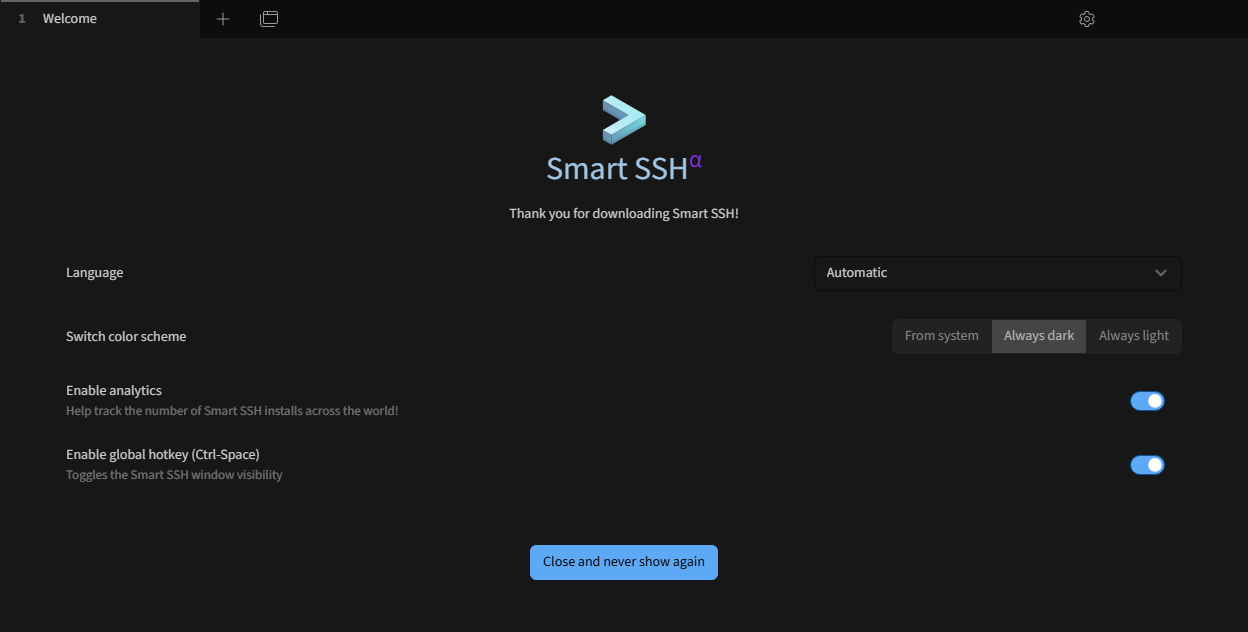 1 Welcome
Smart SSHα
Thank you for downloading Smart SSH!
Language
Automatic
Switch color scheme
From system
Always dark
Always light
Enable analytics
Help track the number of Smart SSH installs across the world!
Enable global hotkey (Ctrl-Space)
Toggles the Smart SSH window visibility
Close and never show again